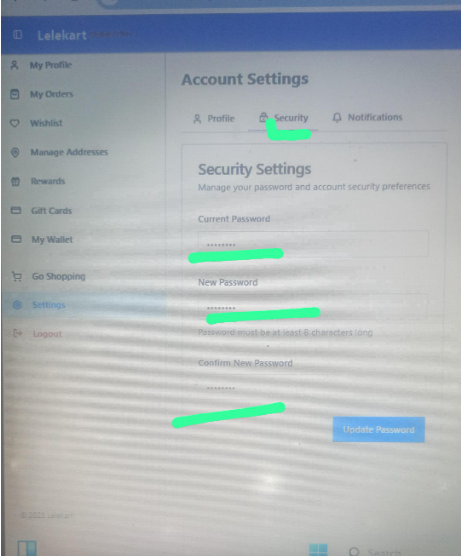 Lelekart
My Profile
My Orders
Wishlist
Manage Addresses
Rewards
Gift Cards
My Wallet
Go Shopping
Settings
Logout
© 2025 Lelekart
Account Settings
Profile Security Notifications
Security Settings
Manage your password and account security preferences
Current Password
••••••••
New Password
••••••••
Password must be at least 8 characters long
Confirm New Password
••••••••
Update Password
Search